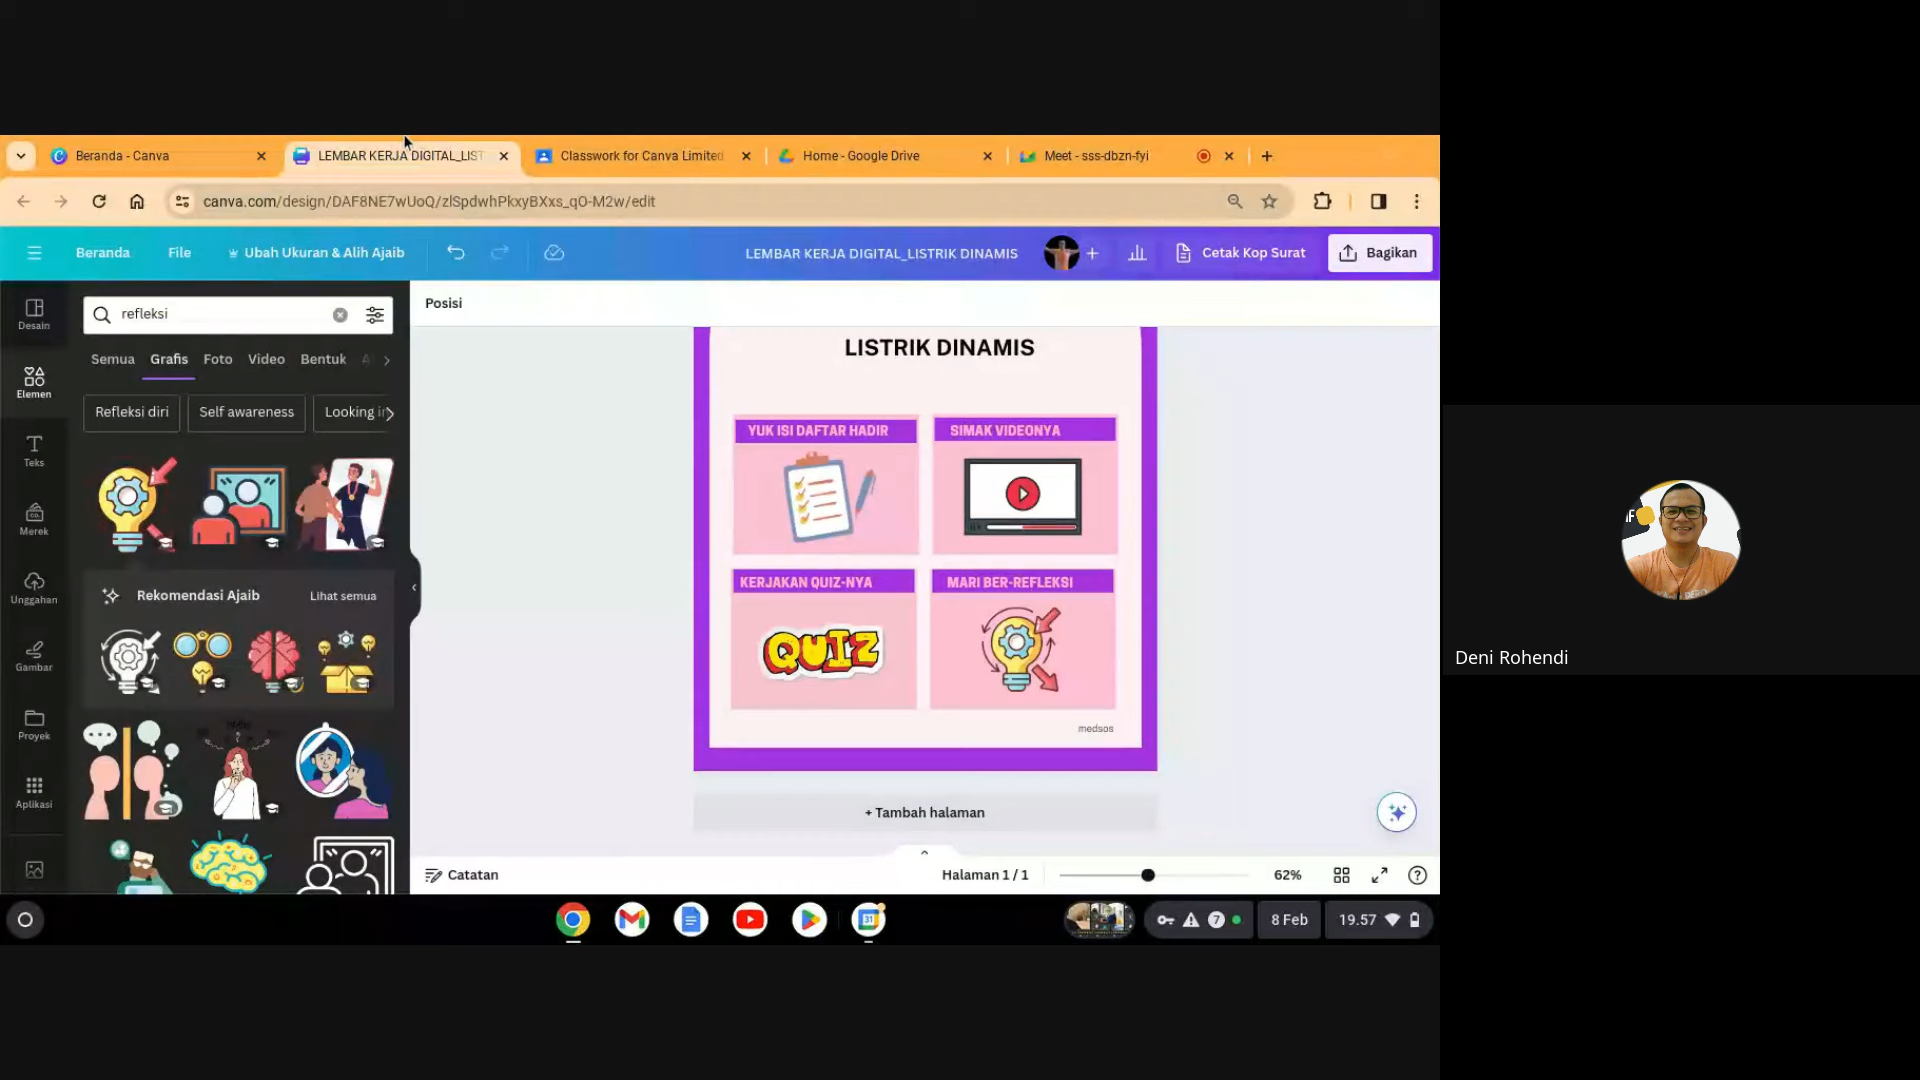 Beranda - Canva
LEMBAR KERJA DIGITAL_LIST
Classwork for Canva Limited
Home - Google Drive
Meet - sss-dbzn-fyi
canva.com/design/DAF8NE7wUoQ/zlSpdwhPkxyBXxs_qO-M2w/edit
Beranda
File
Ubah Ukuran & Alih Ajaib
LEMBAR KERJA DIGITAL_LISTRIK DINAMIS
Cetak Kop Surat
Bagikan
Desain
Elemen
Teks
Merek
Unggahan
Gambar
Proyek
Aplikasi
refleksi
Semua
Grafis
Foto
Video
Bentuk
Refleksi diri
Self awareness
Looking in
Rekomendasi Ajaib
Lihat semua
Posisi
LISTRIK DINAMIS
YUK ISI DAFTAR HADIR
SIMAK VIDEONYA
KERJAKAN QUIZ-NYA
MARI BER-REFLEKSI
QUIZ
medsos
+ Tambah halaman
Catatan
Halaman 1 / 1
62%
7
8 Feb
19.57
Deni Rohendi